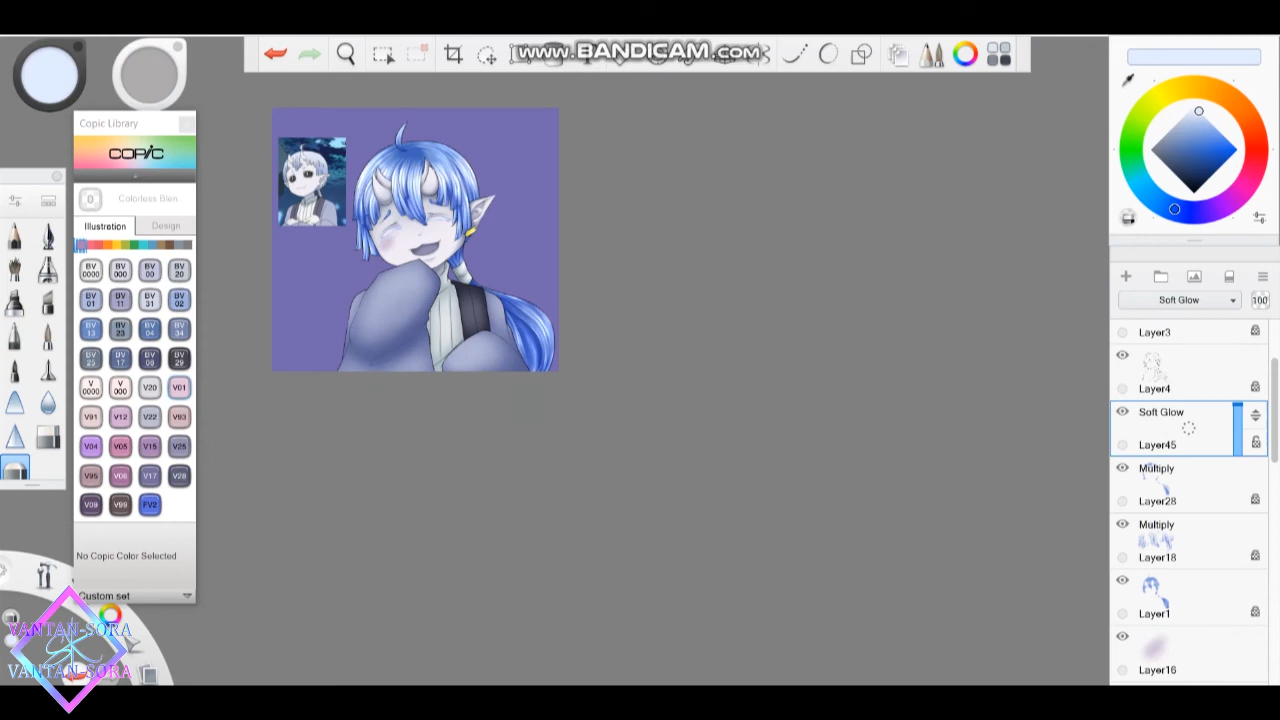 www.BANDICAM.com
Copic Library
COPIC
0
Colorless Blen
Illustration
Design
BV 0000
BV 000
BV 00
BV 20
BV 01
BV 11
BV 31
BV 02
BV 13
BV 23
BV 04
BV 34
BV 25
BV 17
BV 08
BV 29
V 0000
V 000
V20
V01
V91
V12
V22
V93
V04
V05
V15
V25
V95
V06
V17
V28
V09
V99
FV2
No Copic Color Selected
Custom set
Soft Glow
100
Layer3
Layer4
Soft Glow
Layer45
Multiply
Layer28
Multiply
Layer18
Layer1
Layer16
VANTAN-SORA
VANTAN-SORA